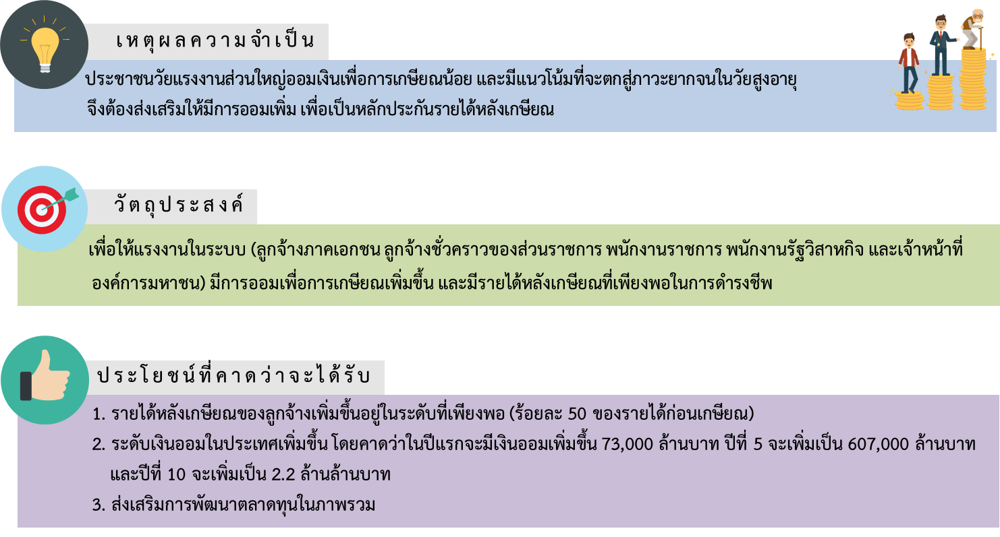 เหตุผลความจำเป็น
ประชาชนวัยแรงงานส่วนใหญ่ออมเงินเพื่อการเกษียณน้อย และมีแนวโน้มที่จะตกสู่ภาวะยากจนในวัยสูงอายุ
จึงต้องส่งเสริมให้มีการออมเพิ่ม เพื่อเป็นหลักประกันรายได้หลังเกษียณ
วัตถุประสงค์
เพื่อให้แรงงานในระบบ (ลูกจ้างภาคเอกชน ลูกจ้างชั่วคราวของส่วนราชการ พนักงานราชการ พนักงานรัฐวิสาหกิจ และเจ้าหน้าที่
องค์การมหาชน) มีการออมเพื่อการเกษียณเพิ่มขึ้น และมีรายได้หลังเกษียณที่เพียงพอในการดำรงชีพ
ประโยชน์ที่คาดว่าจะได้รับ
1. รายได้หลังเกษียณของลูกจ้างเพิ่มขึ้นอยู่ในระดับที่เพียงพอ (ร้อยละ 50 ของรายได้ก่อนเกษียณ)
2. ระดับเงินออมในประเทศเพิ่มขึ้น โดยคาดว่าในปีแรกจะมีเงินออมเพิ่มขึ้น 73,000 ล้านบาท ปีที่ 5 จะเพิ่มเป็น 607,000 ล้านบาท
และปีที่ 10 จะเพิ่มเป็น 2.2 ล้านล้านบาท
3. ส่งเสริมการพัฒนาตลาดทุนในภาพรวม